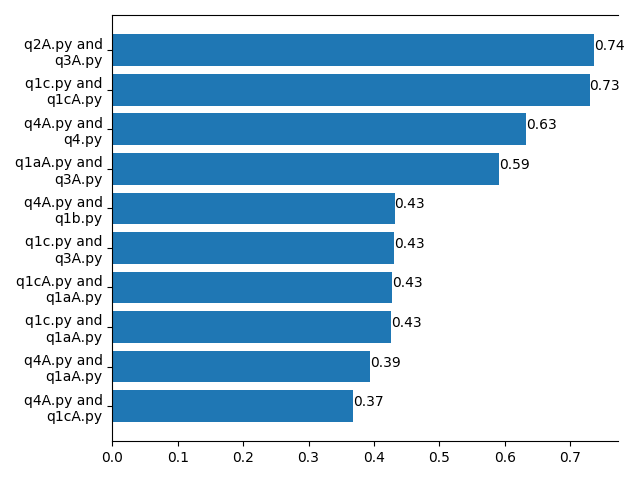 q2A.py and
q3A.py
0.74
q1c.py and
q1cA.py
0.73
q4A.py and
q4.py
0.63
q1aA.py and
q3A.py
0.59
q4A.py and
q1b.py
0.43
q1c.py and
q3A.py
0.43
q1cA.py and
q1aA.py
0.43
q1c.py and
q1aA.py
0.43
q4A.py and
q1aA.py
0.39
q4A.py and
q1cA.py
0.37
0.0 0.1 0.2 0.3 0.4 0.5 0.6 0.7